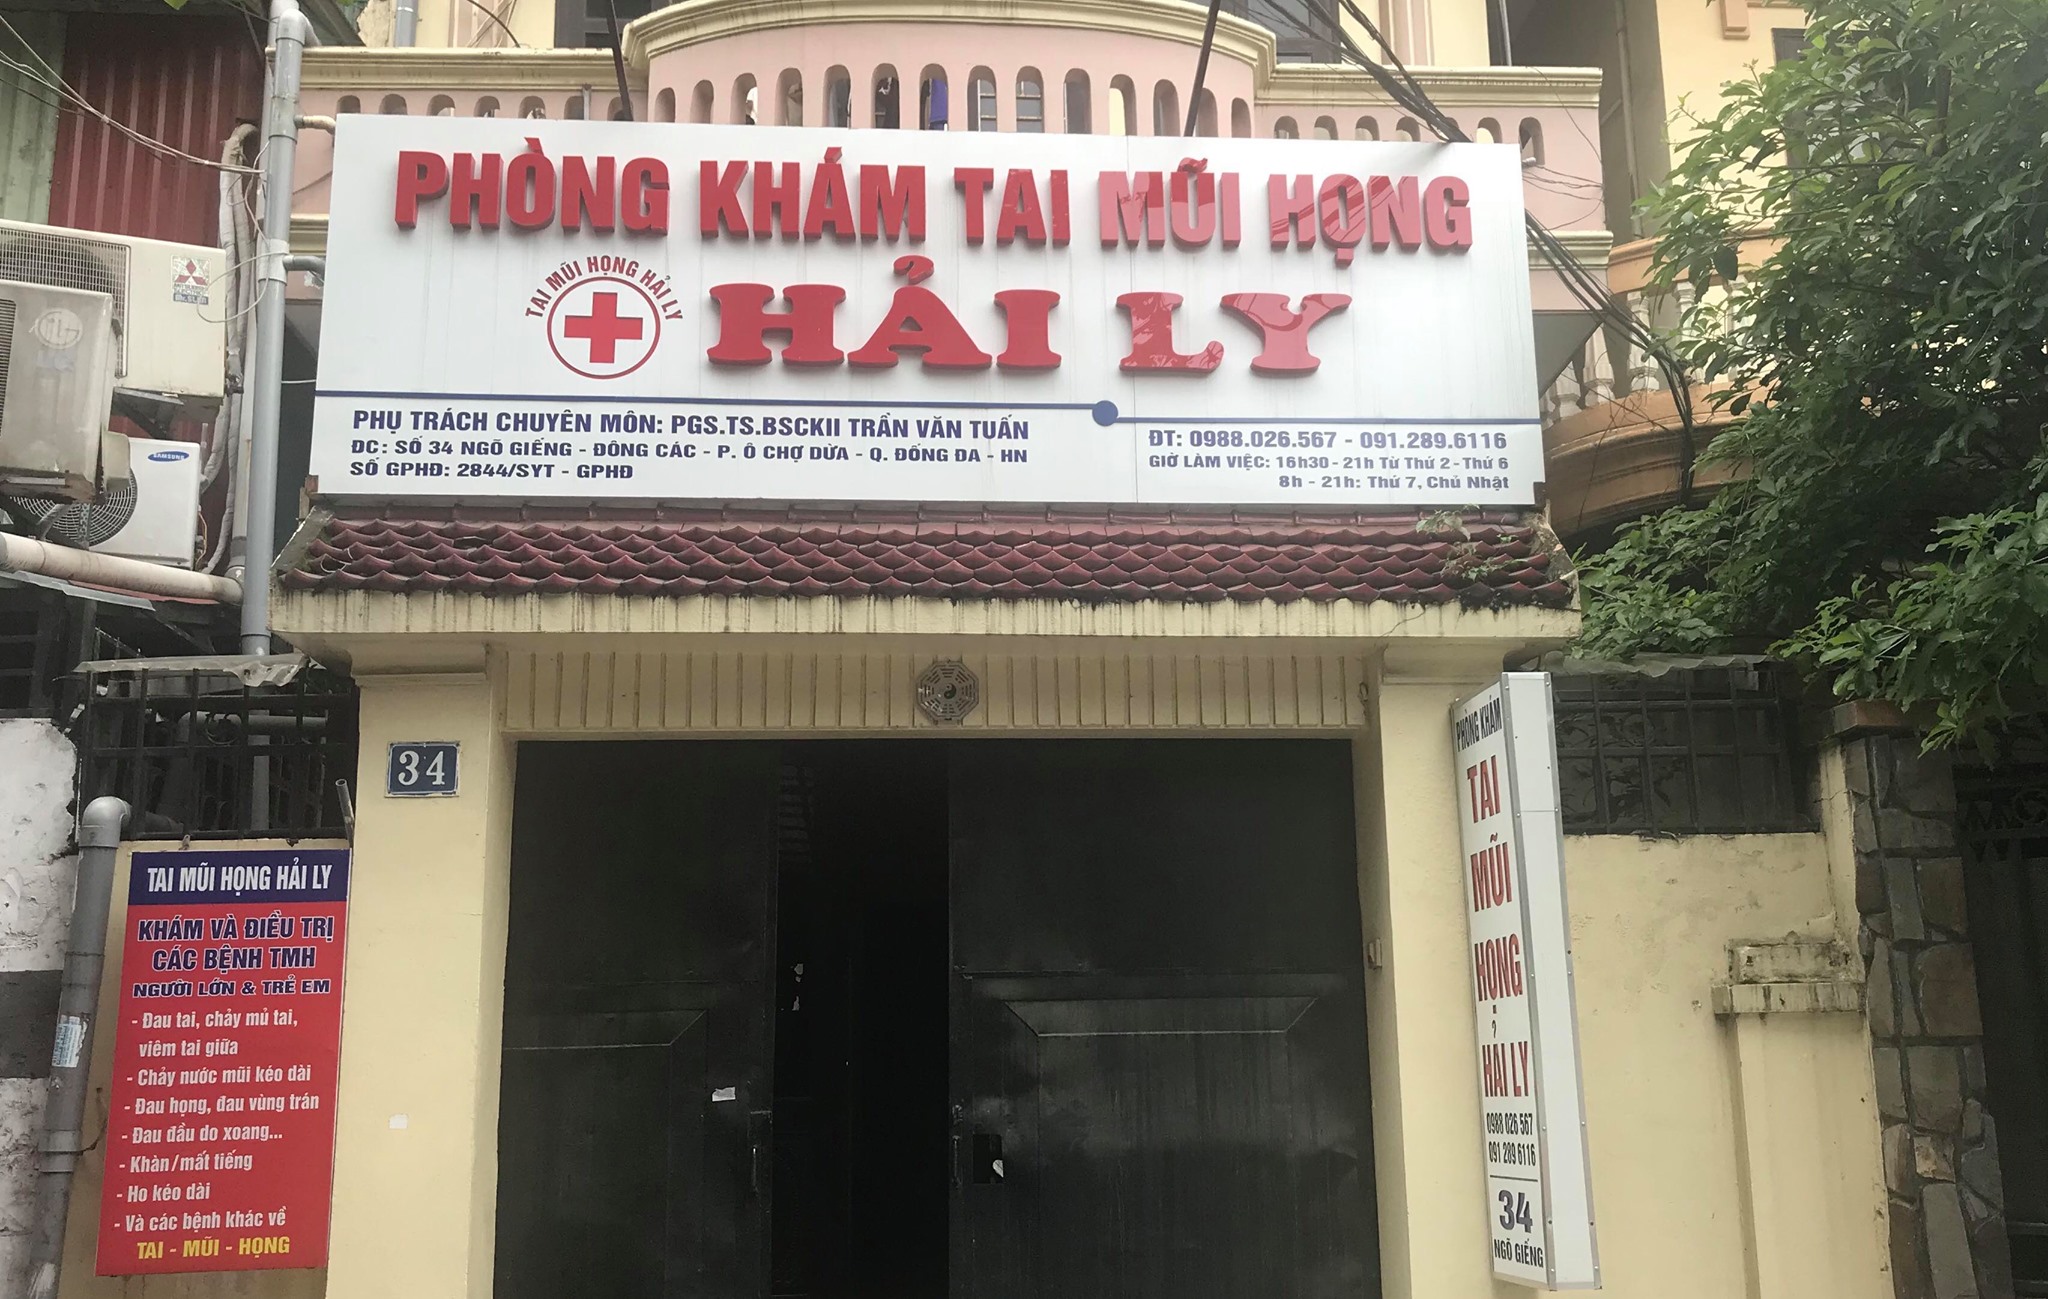 PHÒNG KHÁM TAI MŨI HỌNG
TAI MŨI HỌNG HẢI LY
HẢI LY
PHỤ TRÁCH CHUYÊN MÔN: PGS.TS.BSCKII TRẦN VĂN TUẤN
ĐC: SỐ 34 NGÕ GIẾNG - ĐÔNG CÁC - P. Ô CHỢ DỪA - Q. ĐỐNG ĐA - HN
SỐ GPHĐ: 2844/SYT - GPHĐ
ĐT: 0988.026.567 - 091.289.6116
GIỜ LÀM VIỆC: 16h30 - 21h Từ Thứ 2 - Thứ 6
8h - 21h: Thứ 7, Chủ Nhật
MITSUBISHI
Mr. SLIM
SAMSUNG
34
TAI MŨI HỌNG HẢI LY
KHÁM VÀ ĐIỀU TRỊ
CÁC BỆNH TMH
NGƯỜI LỚN & TRẺ EM
- Đau tai, chảy mủ tai,
viêm tai giữa
- Chảy nước mũi kéo dài
- Đau họng, đau vùng trán
- Đau đầu do xoang...
- Khàn/mất tiếng
- Ho kéo dài
- Và các bệnh khác về
TAI - MŨI - HỌNG
PHÒNG KHÁM
TAI
MŨI
HỌNG
HẢI LY
0988 026 567
091 289 6116
34
NGÕ GIẾNG